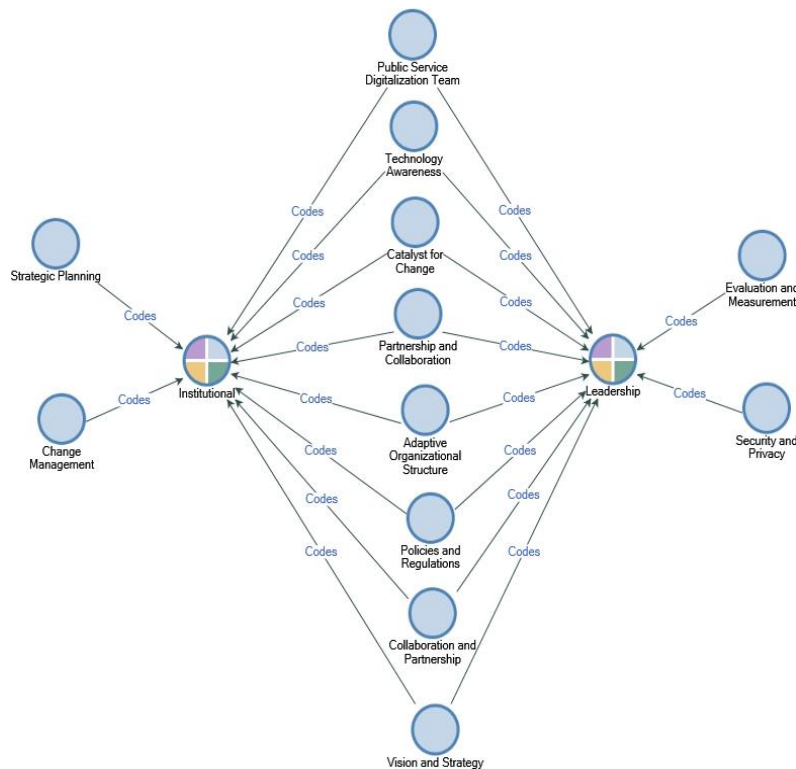 Public Service
Digitalization Team
Technology
Awareness
Codes
Codes
Catalyst for
Change
Codes
Codes
Strategic Planning
Evaluation and
Measurement
Codes
Codes
Codes
Codes
Partnership and
Collaboration
Codes
Codes
Institutional
Leadership
Codes
Codes
Codes
Codes
Change
Management
Adaptive
Organizational
Structure
Security and
Privacy
Codes
Codes
Codes
Codes
Policies and
Regulations
Codes
Codes
Collaboration and
Partnership
Vision and Strategy